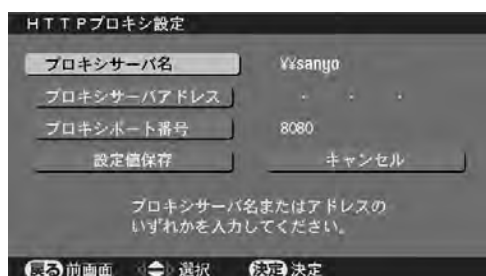 ＨＴＴＰプロキシ設定
プロキシサーバ名 ¥¥sanyo
プロキシサーバアドレス . . .
プロキシポート番号 8080
設定値保存 キャンセル
プロキシサーバ名またはアドレスの
いずれかを入力してください。
戻る 前画面 選択 決定 決定